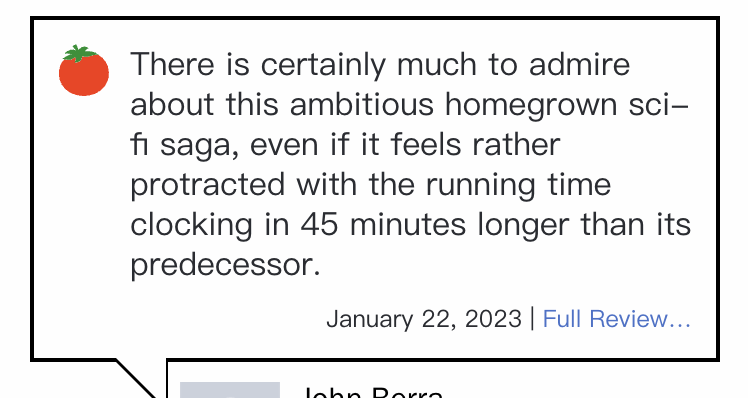 There is certainly much to admire
about this ambitious homegrown sci-
fi saga, even if it feels rather
protracted with the running time
clocking in 45 minutes longer than its
predecessor.
January 22, 2023 | Full Review...
John Berra